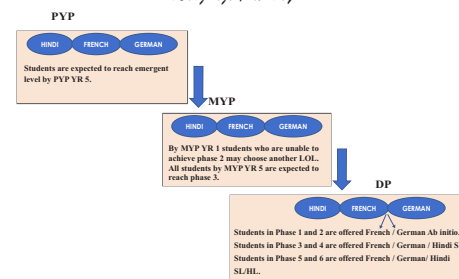 PYP
HINDI FRENCH GERMAN
Students are expected to reach emergent
level by PYP YR 5.
MYP
HINDI FRENCH GERMAN
By MYP YR 1 students who are unable to
achieve phase 2 may choose another LOL.
All students by MYP YR 5 are expected to
reach phase 3.
DP
HINDI FRENCH GERMAN
Students in Phase 1 and 2 are offered French / German Ab initio.
Students in Phase 3 and 4 are offered French / German / Hindi S
Students in Phase 5 and 6 are offered French / German/ Hindi
SL/HL.